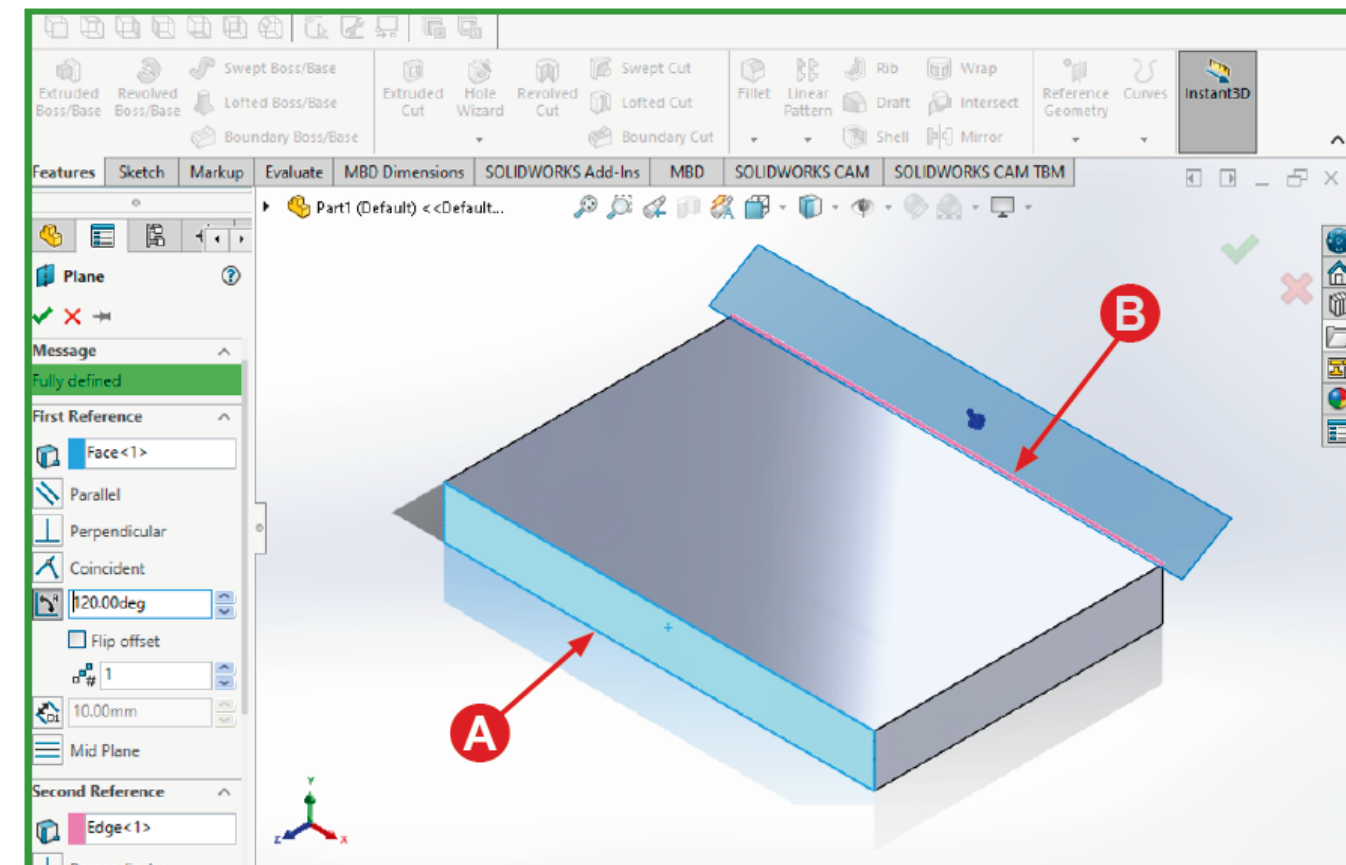 Extruded Boss/Base
Revolved Boss/Base
Swept Boss/Base
Lofted Boss/Base
Boundary Boss/Base
Extruded Cut
Hole Wizard
Revolved Cut
Swept Cut
Lofted Cut
Boundary Cut
Fillet
Linear Pattern
Rib
Draft
Shell
Wrap
Intersect
Mirror
Reference Geometry
Curves
Instant3D
Features Sketch Markup Evaluate MBD Dimensions SOLIDWORKS Add-Ins MBD SOLIDWORKS CAM SOLIDWORKS CAM TBM
Part1 (Default) <<Default...
Plane
Message
Fully defined
First Reference
Face<1>
Parallel
Perpendicular
Coincident
120.00deg
Flip offset
# 1
D1 10.00mm
Mid Plane
Second Reference
Edge<1>
A
B
Y
Z
X